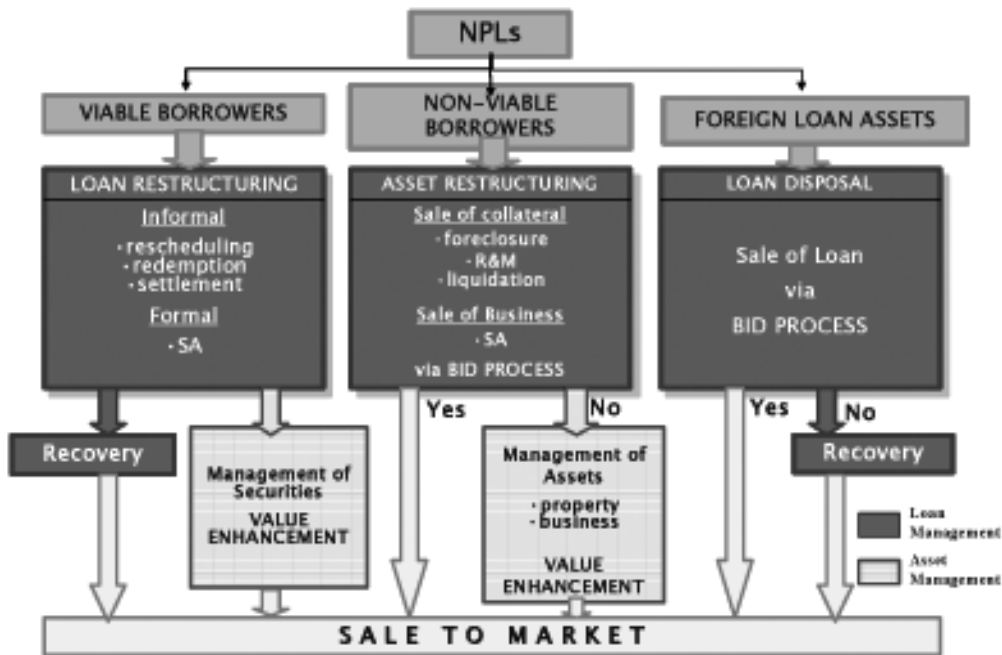 NPLs
VIABLE BORROWERS
NON-VIABLE
BORROWERS
FOREIGN LOAN ASSETS
LOAN RESTRUCTURING
Informal
·rescheduling
·redemption
·settlement
Formal
·SA
ASSET RESTRUCTURING
Sale of collateral
·foreclosure
·R&M
·liquidation
Sale of Business
·SA
via BID PROCESS
LOAN DISPOSAL
Sale of Loan
via
BID PROCESS
Yes
No
Yes
No
Recovery
Management of
Securities
VALUE
ENHANCEMENT
Management of
Assets
·property
·business
VALUE
ENHANCEMENT
Recovery
Loan
Management
Asset
Management
SALE TO MARKET